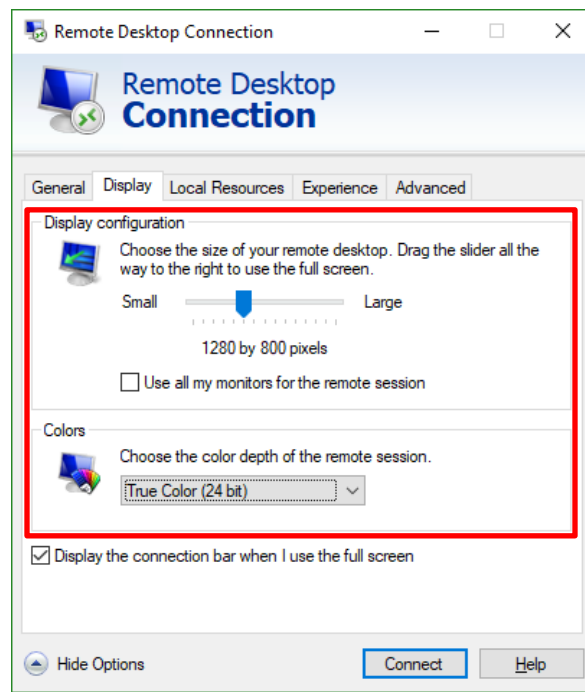 Remote Desktop Connection
Remote Desktop
Connection
General Display Local Resources Experience Advanced
Display configuration
Choose the size of your remote desktop. Drag the slider all the
way to the right to use the full screen.
Small Large
1280 by 800 pixels
Use all my monitors for the remote session
Colors
Choose the color depth of the remote session.
True Color (24 bit)
Display the connection bar when I use the full screen
Hide Options Connect Help